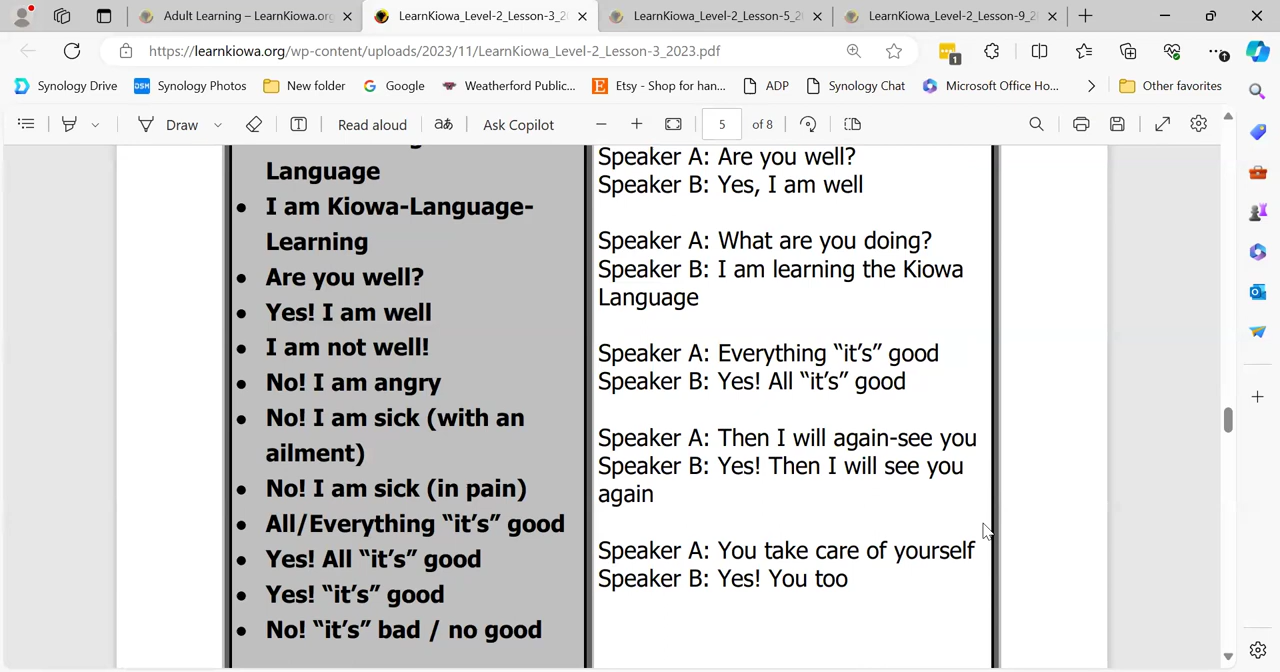 Adult Learning – LearnKiowa.org
LearnKiowa_Level-2_Lesson-3_2
LearnKiowa_Level-2_Lesson-5_2
LearnKiowa_Level-2_Lesson-9_2
https://learnkiowa.org/wp-content/uploads/2023/11/LearnKiowa_Level-2_Lesson-3_2023.pdf
1
Synology Drive
DSM
Synology Photos
New folder
Google
Weatherford Public...
Etsy - Shop for han...
ADP
Synology Chat
Microsoft Office Ho...
Other favorites
Draw
Read aloud
aあ
Ask Copilot
5
of 8
Language
I am Kiowa-Language-
Learning
Are you well?
Yes! I am well
I am not well!
No! I am angry
No! I am sick (with an
ailment)
No! I am sick (in pain)
All/Everything “it’s” good
Yes! All “it’s” good
Yes! “it’s” good
No! “it’s” bad / no good
Speaker A: Are you well?
Speaker B: Yes, I am well
Speaker A: What are you doing?
Speaker B: I am learning the Kiowa
Language
Speaker A: Everything “it’s” good
Speaker B: Yes! All “it’s” good
Speaker A: Then I will again-see you
Speaker B: Yes! Then I will see you
again
Speaker A: You take care of yourself
Speaker B: Yes! You too